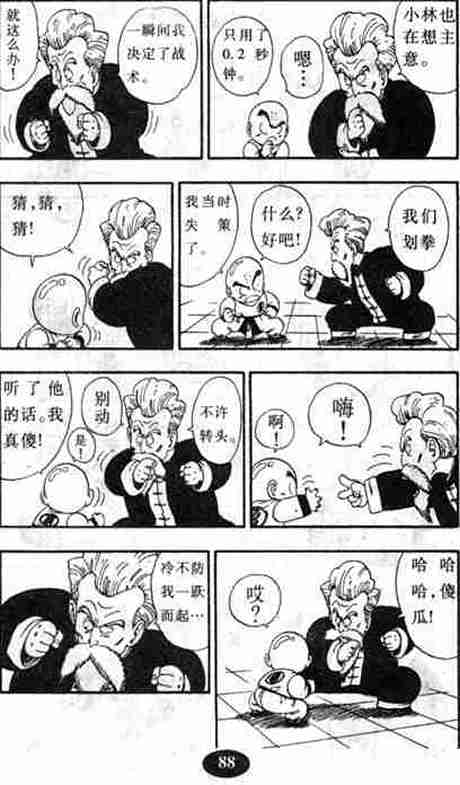 小林也
在想主
意。
嗯…
只用了
0.2秒
钟。
一瞬间我
决定了战
术。
就这么办！
我们
划拳
什么？
好吧！
我当时
失策
了。
猜，猜，
猜！
嗨！
啊！
不许
转头。
别动
是！
听了他
的话。我
真傻！
哈哈
哈，傻
瓜！
哎？
冷不防
我一跃
而起…
88